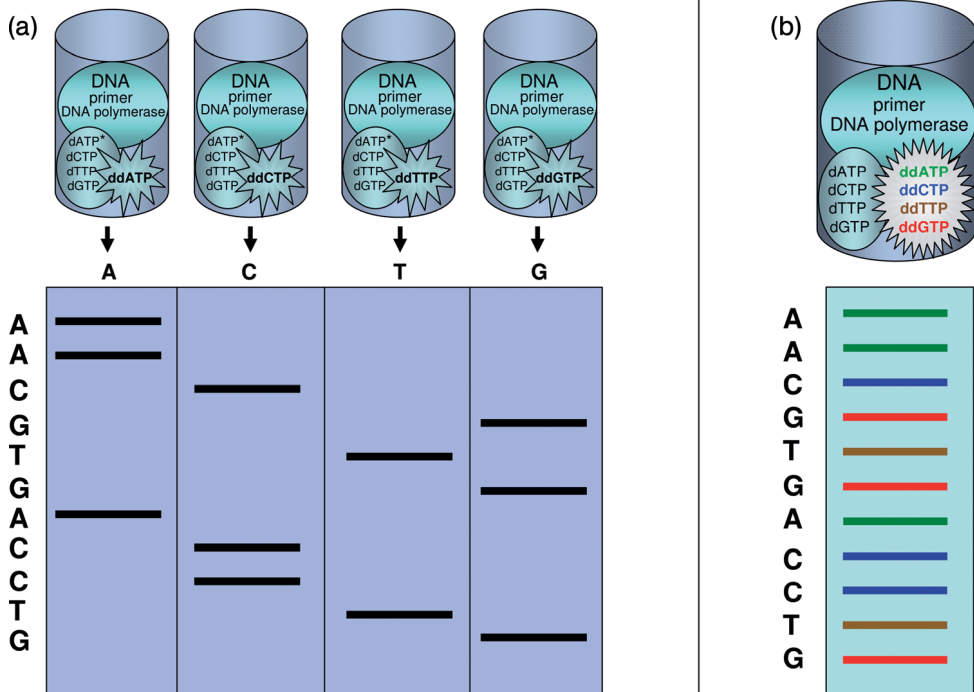 (a)
DNA
primer
DNA polymerase
dATP*
dCTP
dTTP
dGTP
ddATP
DNA
primer
DNA polymerase
dATP*
dCTP
dTTP
dGTP
ddCTP
DNA
primer
DNA polymerase
dATP*
dCTP
dTTP
dGTP
ddTTP
DNA
primer
DNA polymerase
dATP*
dCTP
dTTP
dGTP
ddGTP
A C T G
A
A
C
G
T
G
A
C
C
T
G
(b)
DNA
primer
DNA polymerase
dATP
dCTP
dTTP
dGTP
ddATP
ddCTP
ddTTP
ddGTP
A
A
C
G
T
G
A
C
C
T
G